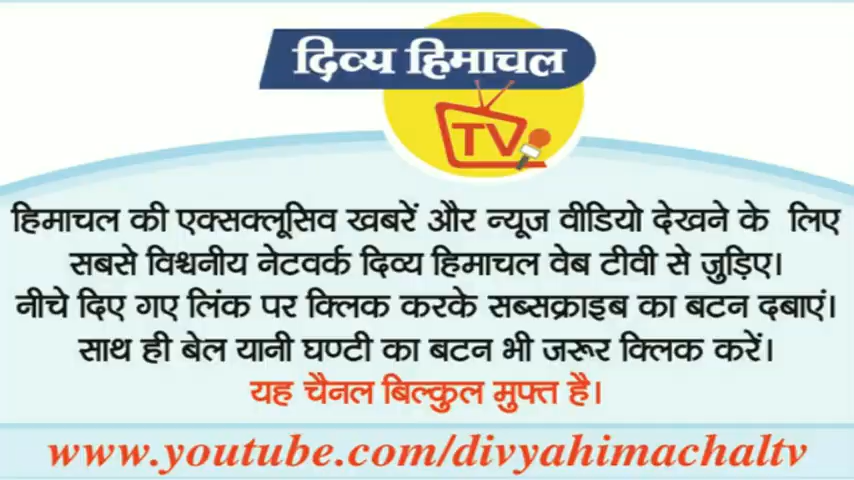 दिव्य हिमाचल
TV
हिमाचल की एक्सक्लूसिव खबरें और न्यूज वीडियो देखने के लिए
सबसे विश्वनीय नेटवर्क दिव्य हिमाचल वेब टीवी से जुड़िए।
नीचे दिए गए लिंक पर क्लिक करके सब्सक्राइब का बटन दबाएं।
साथ ही बेल यानी घण्टी का बटन भी जरूर क्लिक करें।
यह चैनल बिल्कुल मुफ्त है।
www.youtube.com/divyahimachaltv